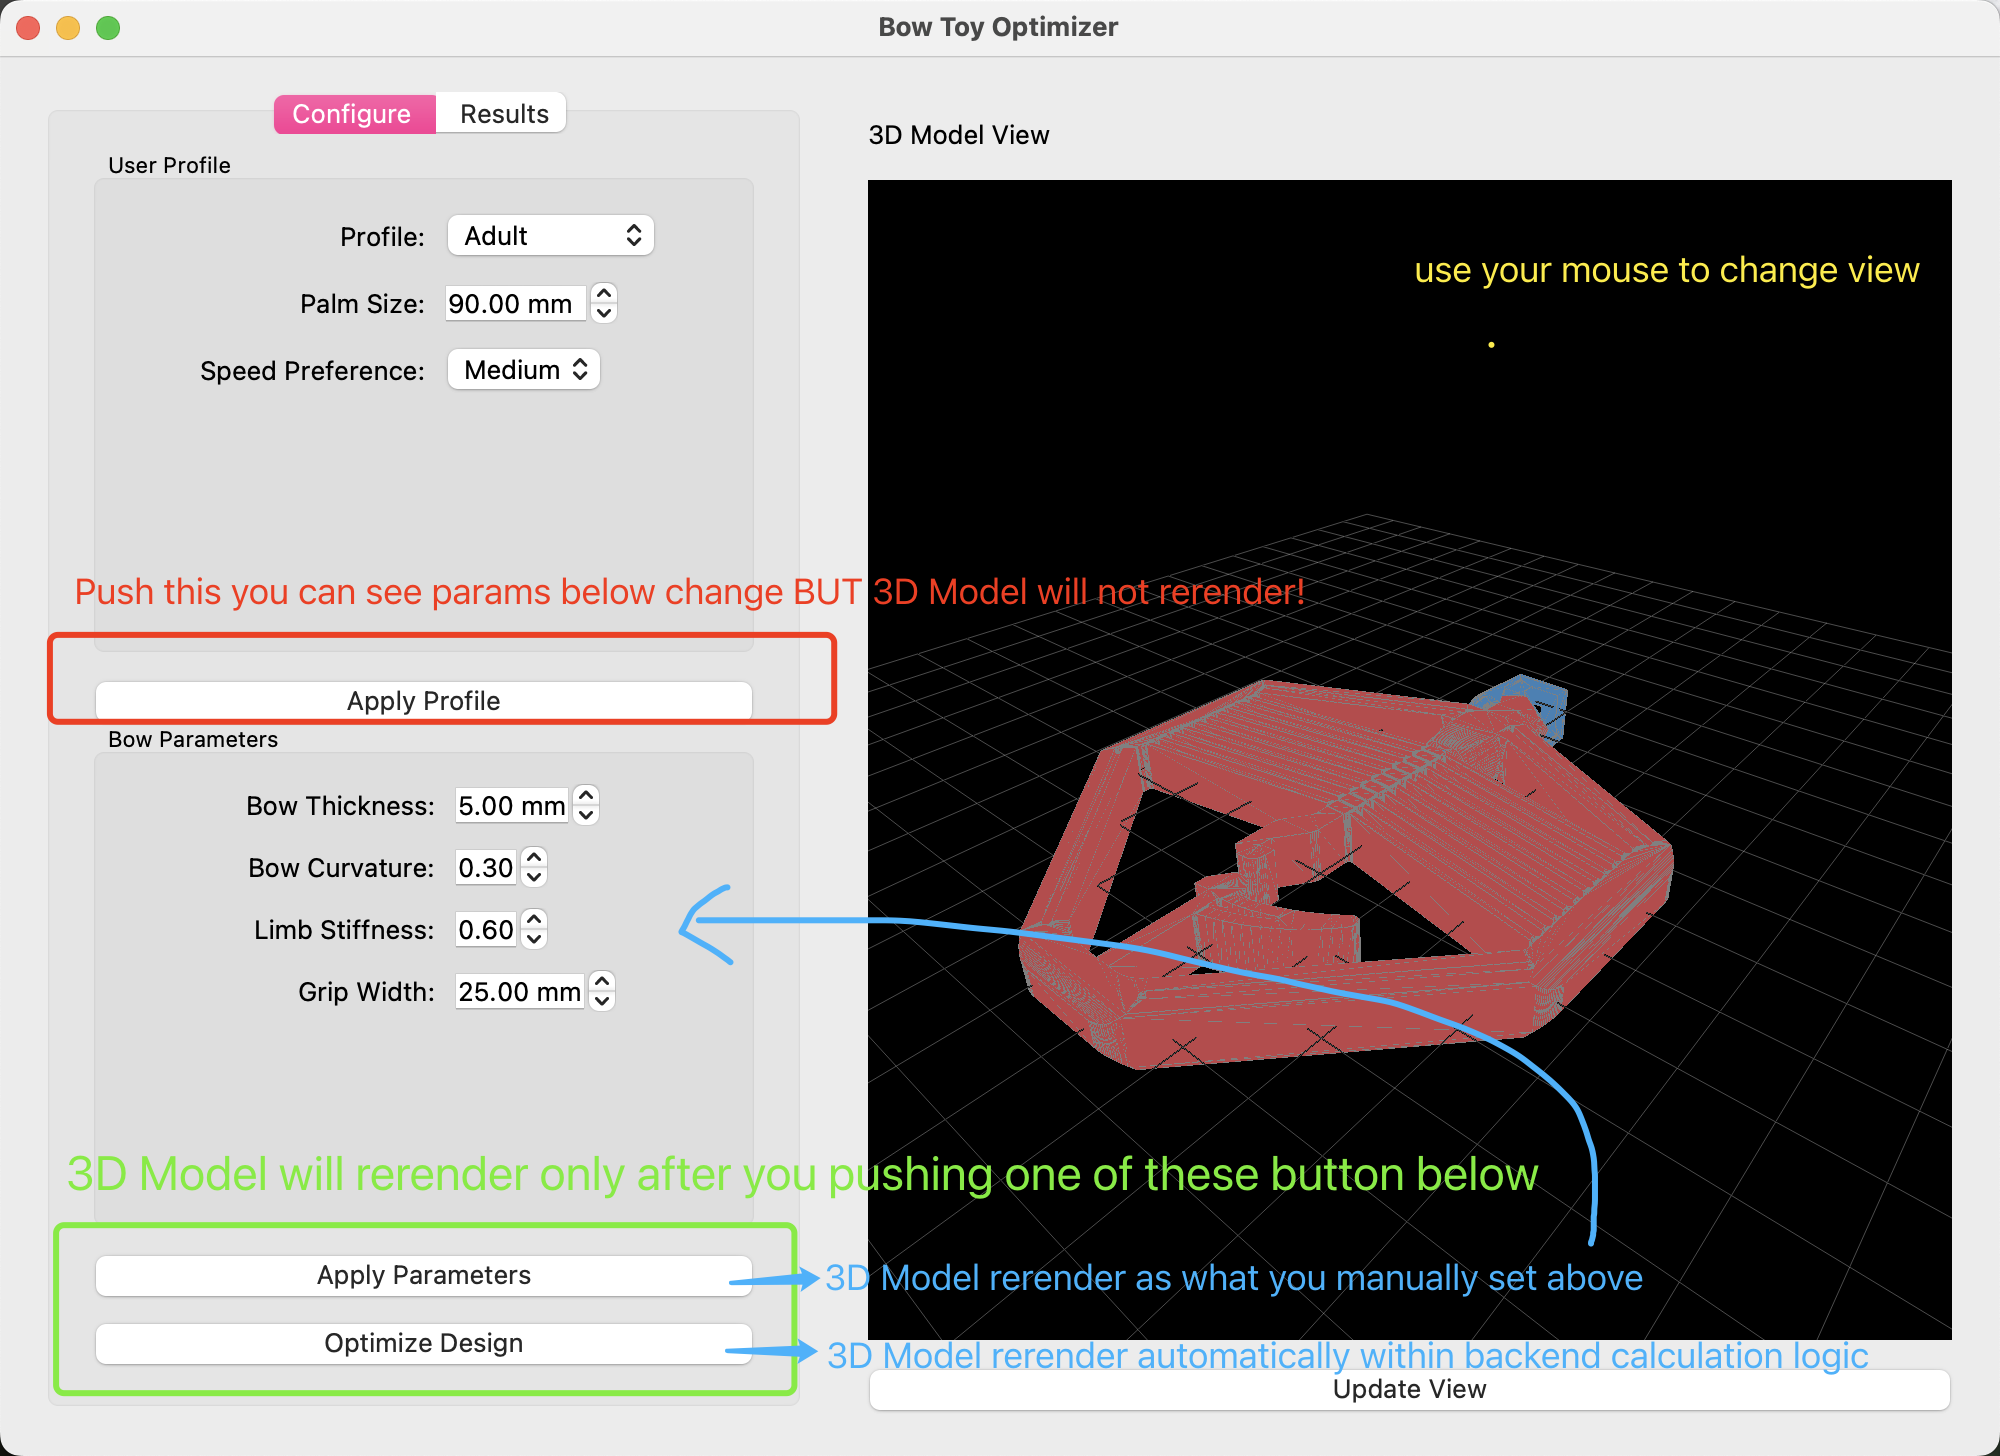 Bow Toy Optimizer
Configure
Results
User Profile
Profile:
Adult
Palm Size:
90.00 mm
Speed Preference:
Medium
Push this you can see params below change BUT 3D Model will not rerender!
Apply Profile
Bow Parameters
Bow Thickness:
5.00 mm
Bow Curvature:
0.30
Limb Stiffness:
0.60
Grip Width:
25.00 mm
3D Model will rerender only after you pushing one of these button below
Apply Parameters
Optimize Design
3D Model View
use your mouse to change view
3D Model rerender as what you manually set above
3D Model rerender automatically within backend calculation logic
Update View